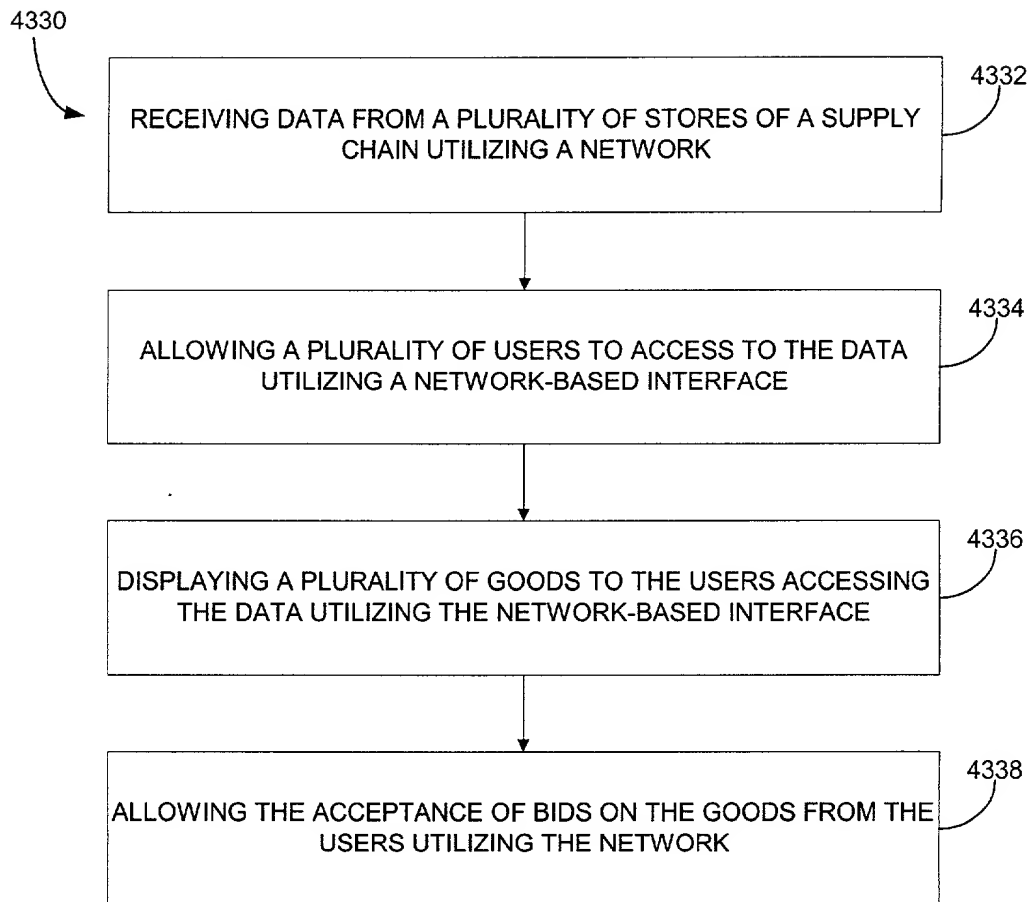 4330
4332
RECEIVING DATA FROM A PLURALITY OF STORES OF A SUPPLY
CHAIN UTILIZING A NETWORK
4334
ALLOWING A PLURALITY OF USERS TO ACCESS TO THE DATA
UTILIZING A NETWORK-BASED INTERFACE
4336
DISPLAYING A PLURALITY OF GOODS TO THE USERS ACCESSING
THE DATA UTILIZING THE NETWORK-BASED INTERFACE
4338
ALLOWING THE ACCEPTANCE OF BIDS ON THE GOODS FROM THE
USERS UTILIZING THE NETWORK